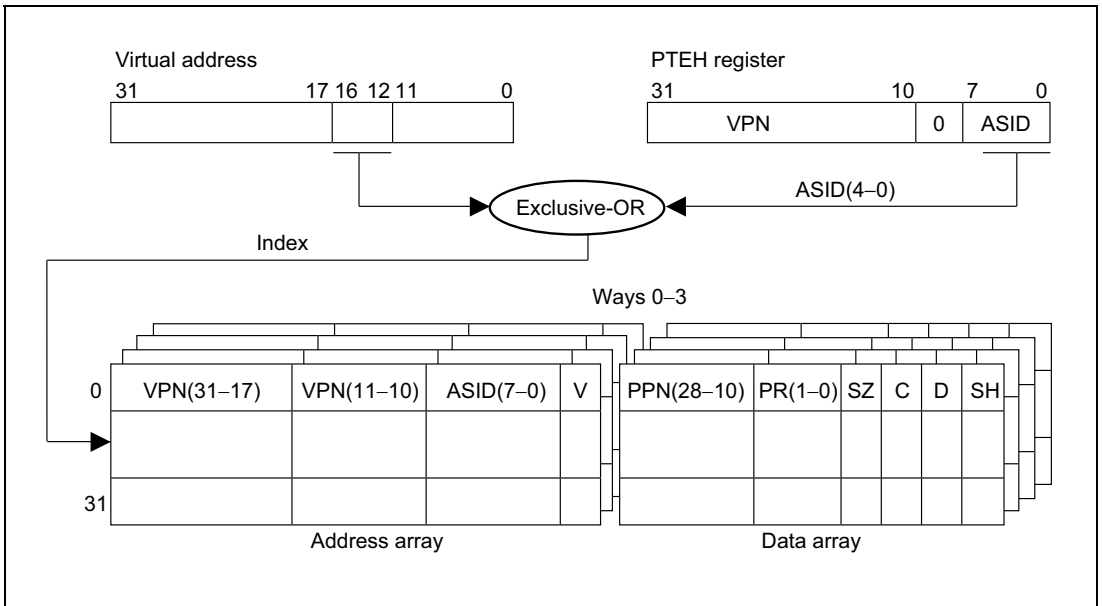 Virtual address PTEH register
31 17 16 12 11 0 31 10 7 0
VPN 0 ASID
ASID(4–0)
Exclusive-OR
Index
Ways 0–3
0 VPN(31–17) VPN(11–10) ASID(7–0) V PPN(28–10) PR(1–0) SZ C D SH
31
Address array Data array